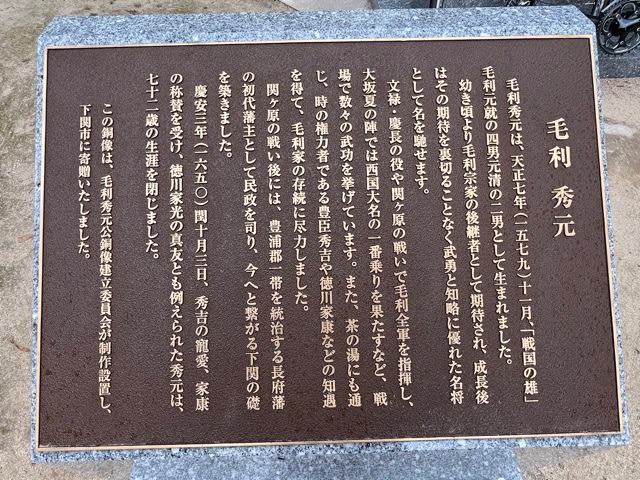 毛利 秀元
毛利秀元は、天正七年(一五七九)十一月、「戦国の雄」
毛利元就の四男元清の二男として生まれました。
幼き頃より毛利宗家の後継者として期待され、成長後
はその期待を裏切ることなく武勇と知略に優れた名将
として名を馳せます。
文禄・慶長の役や関ヶ原の戦いで毛利全軍を指揮し、
大坂夏の陣では西国大名の一番乗りを果たすなど、戦
場で数々の武功を挙げています。また、茶の湯にも通
じ、時の権力者である豊臣秀吉や徳川家康などの知遇
を得て、毛利家の存続に尽力しました。
関ヶ原の戦い後には、豊浦郡一帯を統治する長府藩
の初代藩主として民政を司り、今へと繋がる下関の礎
を築きました。
慶安三年(一六五〇)閏十月三日、秀吉の寵愛、家康
の称賛を受け、徳川家光の真友とも例えられた秀元は、
七十二歳の生涯を閉じました。
この銅像は、毛利秀元公銅像建立委員会が制作設置し、
下関市に寄贈いたしました。